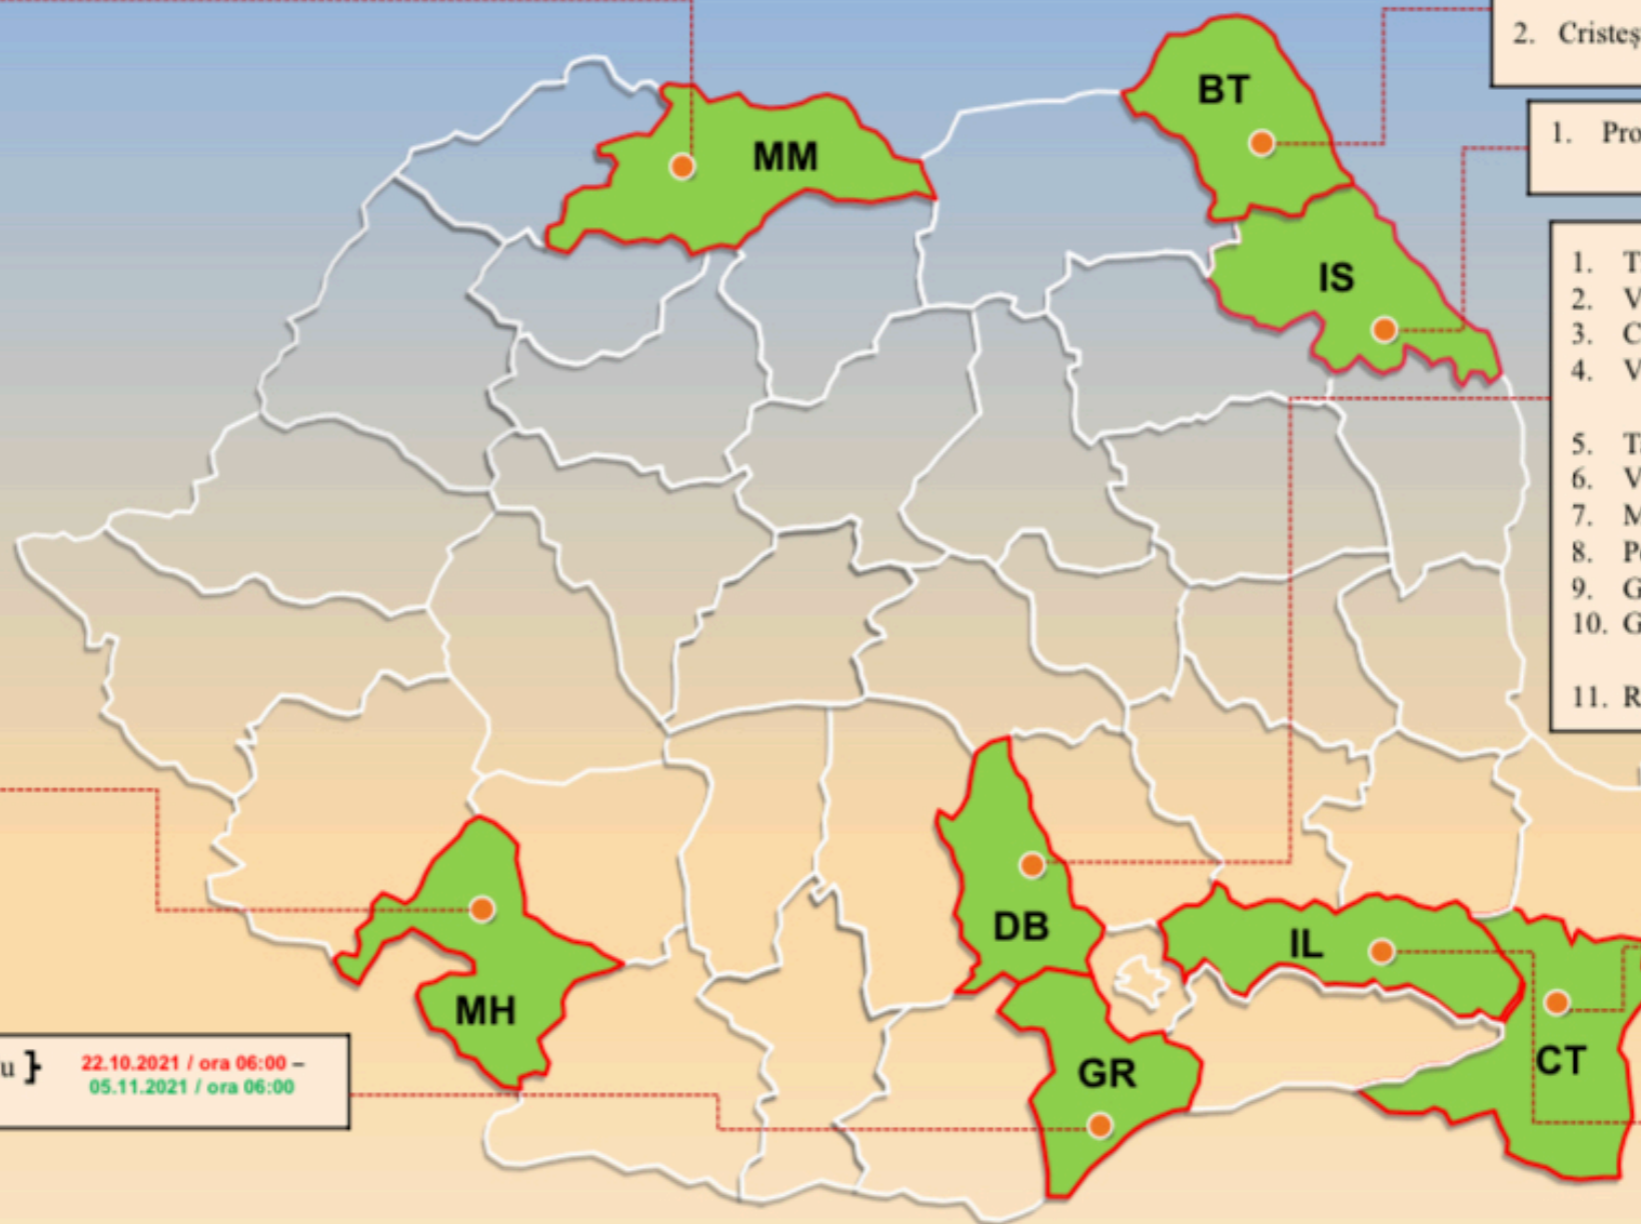 2. Cristeș
BT
1. Pro
MM
IS
1. T
2. V
3. C
4. V
5. T
6. V
7. M
8. P
9. G
10. G
11. R
DB
IL
MH
CT
GR
u } 22.10.2021 / ora 06:00 –
05.11.2021 / ora 06:00